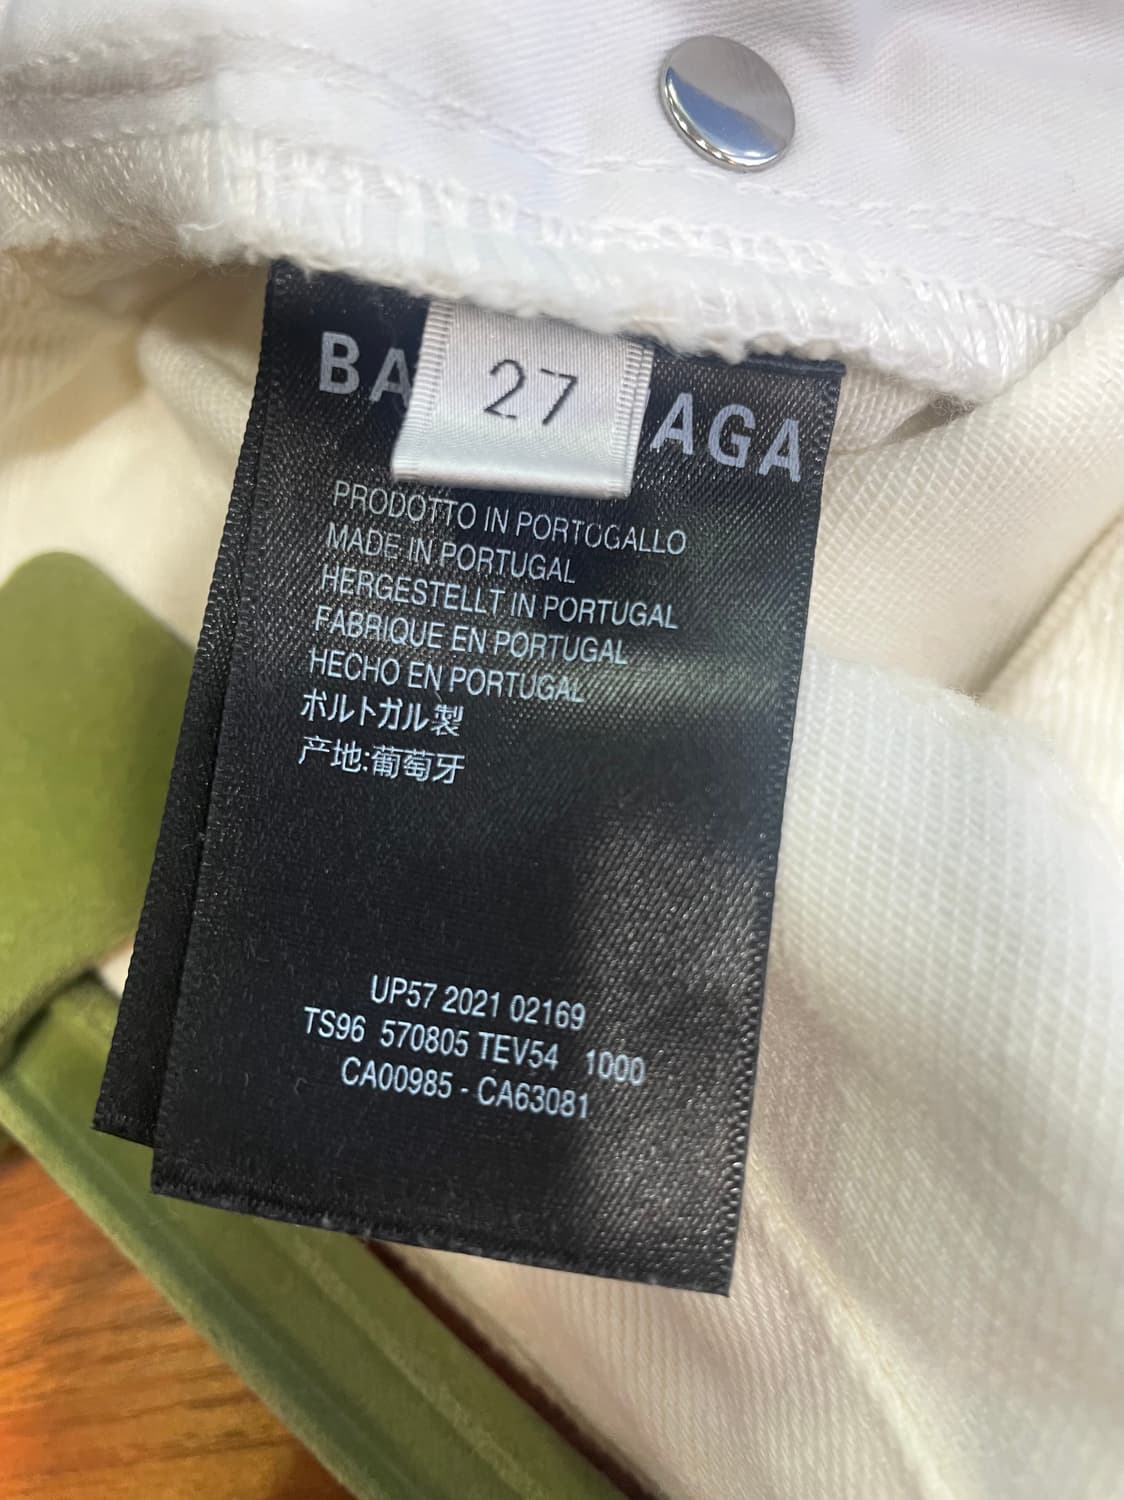 27
BA AGA
PRODOTTO IN PORTOGALLO
MADE IN PORTUGAL
HERGESTELLT IN PORTUGAL
FABRIQUE EN PORTUGAL
HECHO EN PORTUGAL
ポルトガル製
产地:葡萄牙
UP57 2021 02169
TS96 570805 TEV54 1000
CA00985 - CA63081